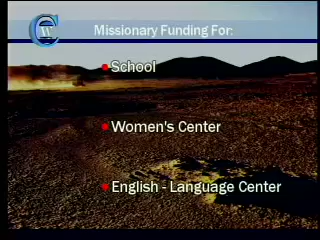 Missionary Funding For:
School
Women's Center
English - Language Center